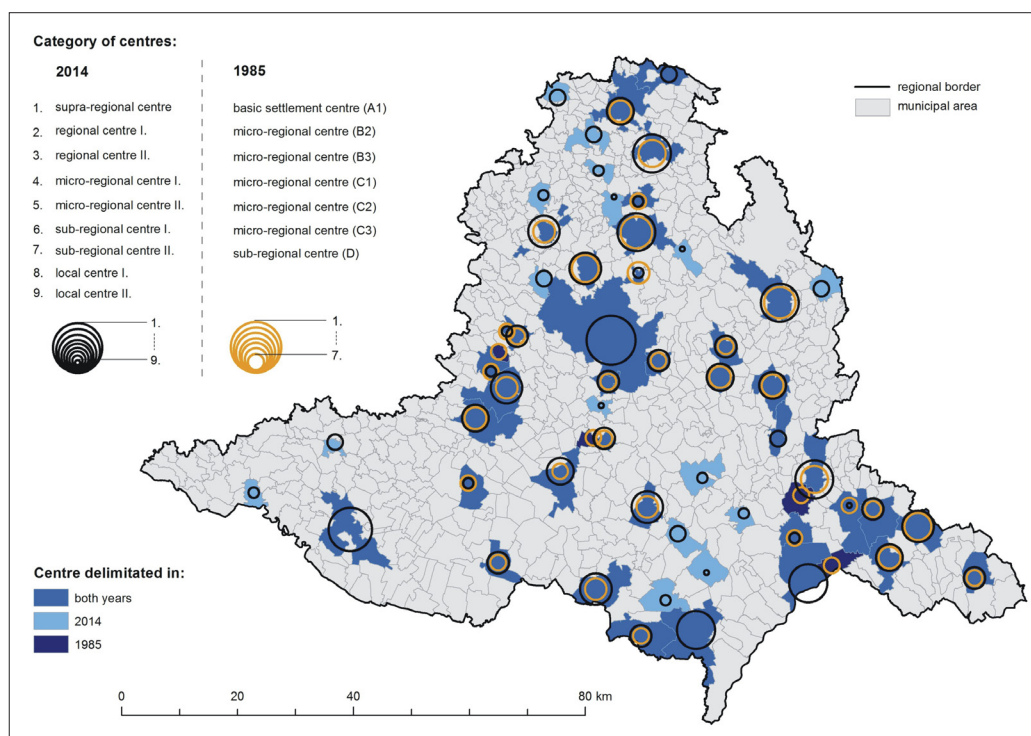 Category of centres:
2014
1985
1. supra-regional centre
2. regional centre I.
3. regional centre II.
4. micro-regional centre I.
5. micro-regional centre II.
6. sub-regional centre I.
7. sub-regional centre II.
8. local centre I.
9. local centre II.
basic settlement centre (A1)
micro-regional centre (B2)
micro-regional centre (B3)
micro-regional centre (C1)
micro-regional centre (C2)
micro-regional centre (C3)
sub-regional centre (D)
1.
9.
1.
7.
regional border
municipal area
Centre delimitated in:
both years
2014
1985
0 20 40 80 km